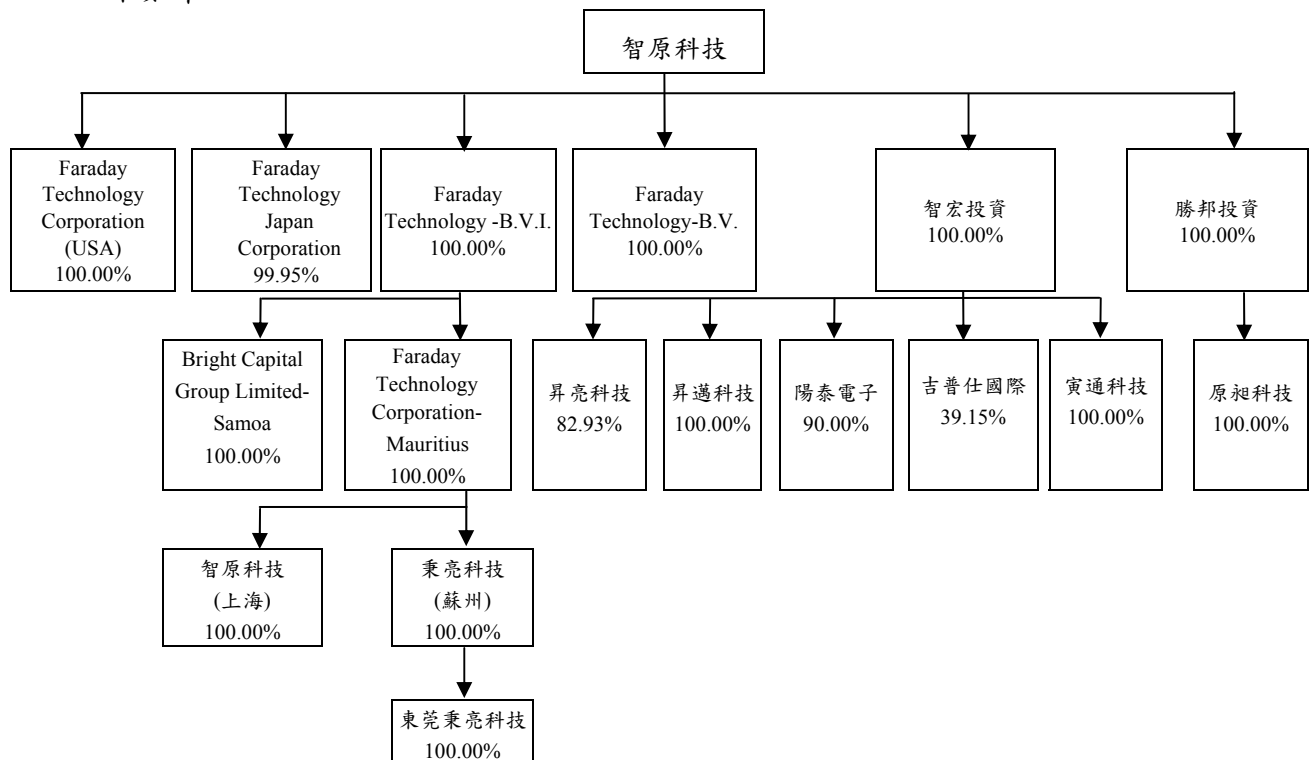 智原科技
Faraday
Technology
Corporation
(USA)
100.00%
Faraday
Technology
Japan
Corporation
99.95%
Faraday
Technology -B.V.I.
100.00%
Faraday
Technology-B.V.
100.00%
智宏投資
100.00%
勝邦投資
100.00%
Bright Capital
Group Limited-
Samoa
100.00%
Faraday
Technology
Corporation-
Mauritius
100.00%
昇亮科技
82.93%
昇邁科技
100.00%
陽泰電子
90.00%
吉普仕國際
39.15%
寅通科技
100.00%
原昶科技
100.00%
智原科技
(上海)
100.00%
秉亮科技
(蘇州)
100.00%
東莞秉亮科技
100.00%